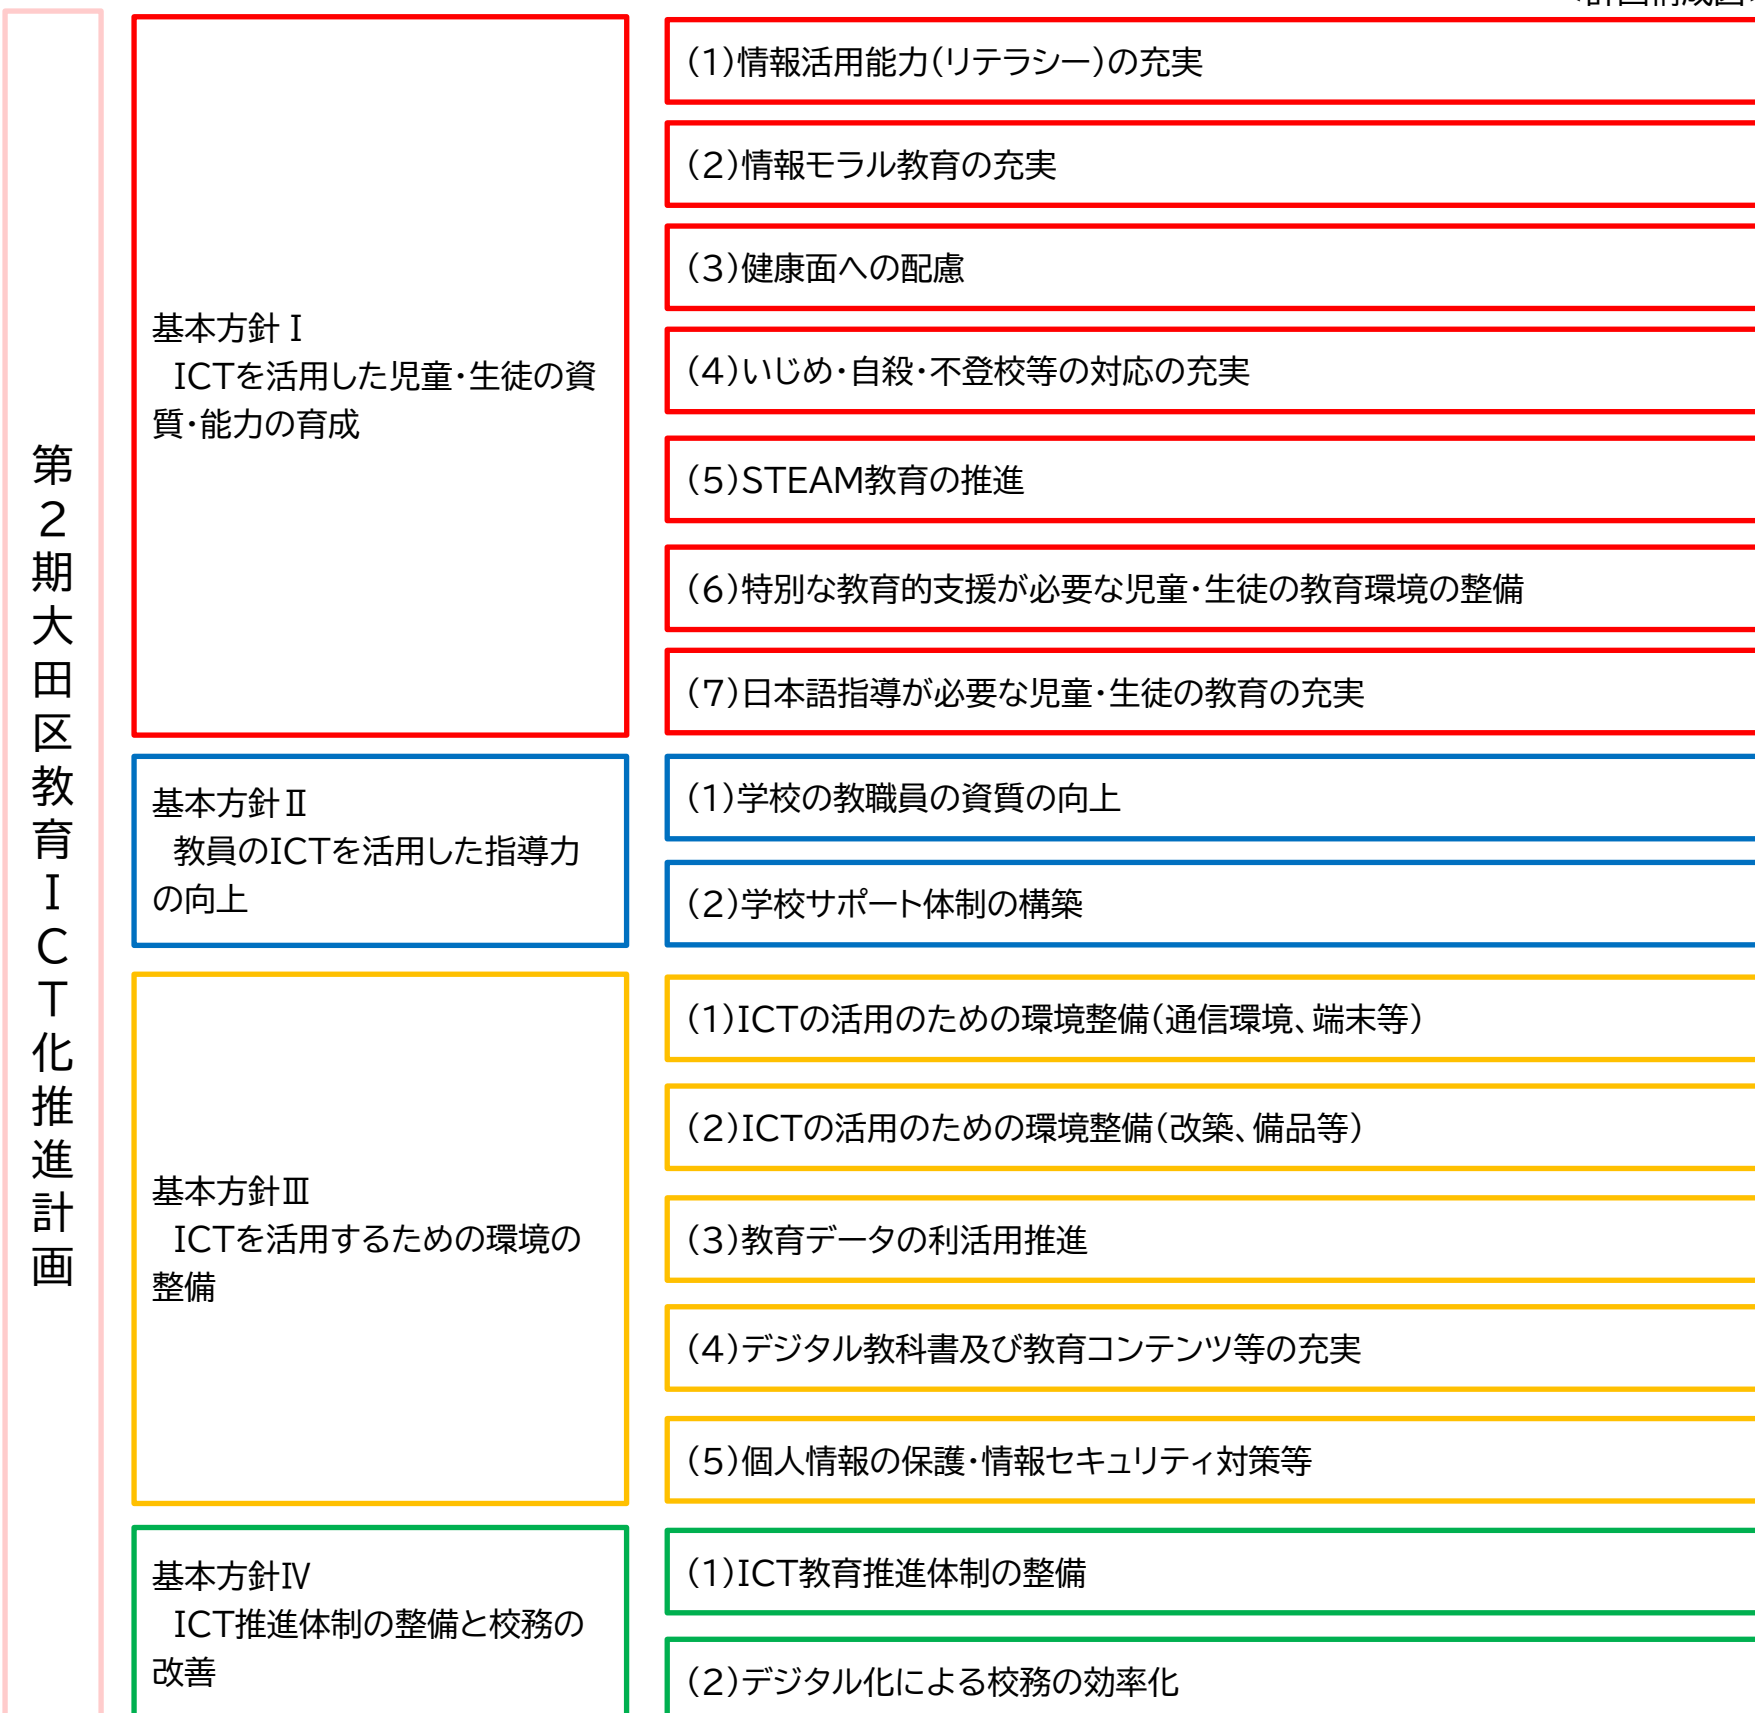 第2期大田区教育ICT化推進計画
基本方針Ⅰ
ICTを活用した児童・生徒の資
質・能力の育成
(1)情報活用能力(リテラシー)の充実
(2)情報モラル教育の充実
(3)健康面への配慮
(4)いじめ・自殺・不登校等の対応の充実
(5)STEAM教育の推進
(6)特別な教育的支援が必要な児童・生徒の教育環境の整備
(7)日本語指導が必要な児童・生徒の教育の充実
基本方針Ⅱ
教員のICTを活用した指導力
の向上
(1)学校の教職員の資質の向上
(2)学校サポート体制の構築
基本方針Ⅲ
ICTを活用するための環境の
整備
(1)ICTの活用のための環境整備(通信環境、端末等)
(2)ICTの活用のための環境整備(改築、備品等)
(3)教育データの利活用推進
(4)デジタル教科書及び教育コンテンツ等の充実
(5)個人情報の保護・情報セキュリティ対策等
基本方針Ⅳ
ICT推進体制の整備と校務の
改善
(1)ICT教育推進体制の整備
(2)デジタル化による校務の効率化